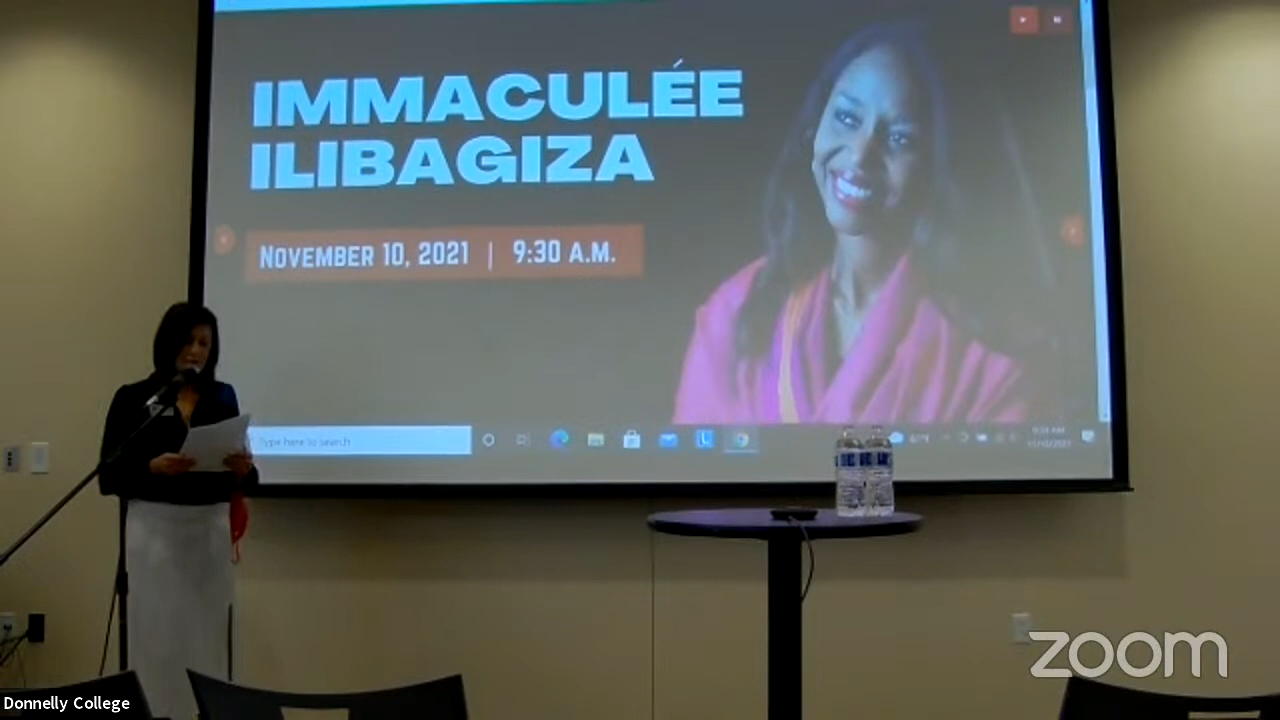 IMMACULÉE
ILIBAGIZA
NOVEMBER 10, 2021 | 9:30 A.M.
Type here to search
zoom
Donnelly College